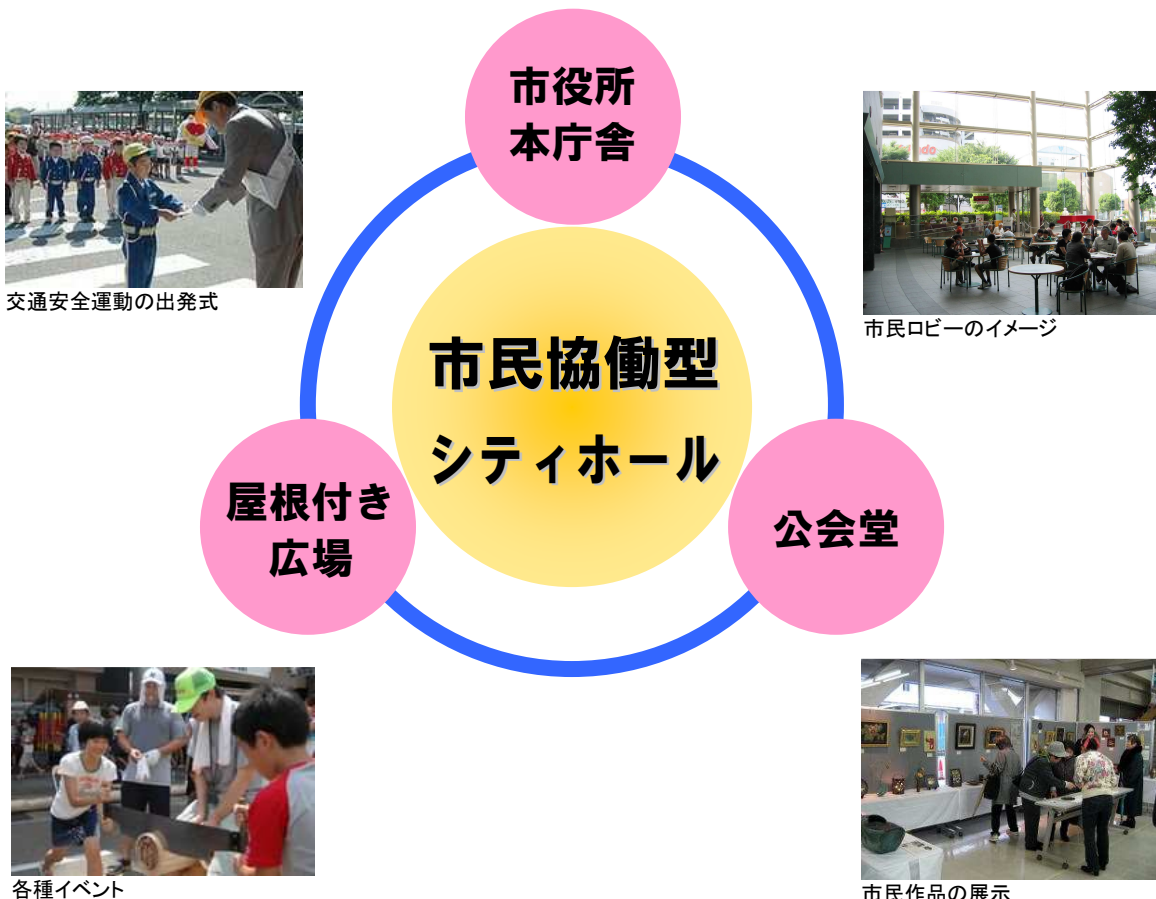 市役所
本庁舎
交通安全運動の出発式
市民ロビーのイメージ
市民協働型
シティホール
屋根付き
広場
公会堂
各種イベント
市民作品の展示